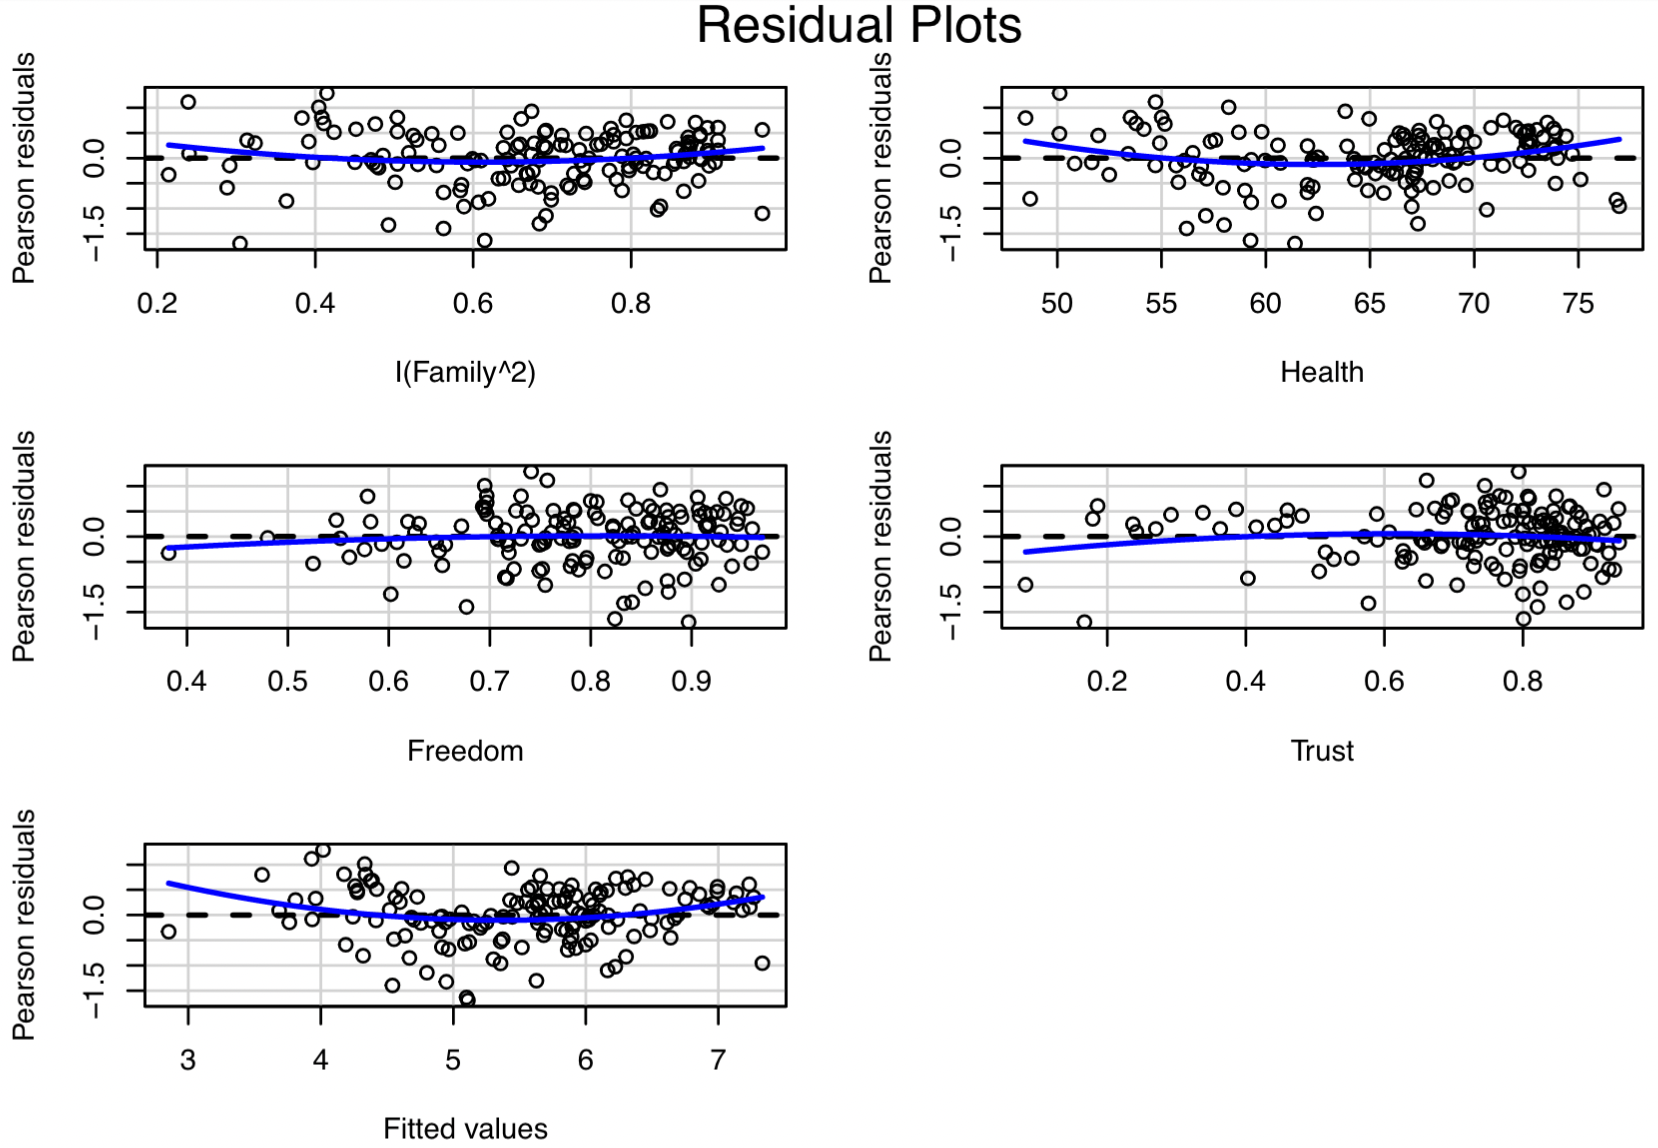 Residual Plots
Pearson residuals
−1.5 0.0
0.2 0.4 0.6 0.8
I(Family^2)
Pearson residuals
−1.5 0.0
50 55 60 65 70 75
Health
Pearson residuals
−1.5 0.0
0.4 0.5 0.6 0.7 0.8 0.9
Freedom
Pearson residuals
−1.5 0.0
0.2 0.4 0.6 0.8
Trust
Pearson residuals
−1.5 0.0
3 4 5 6 7
Fitted values